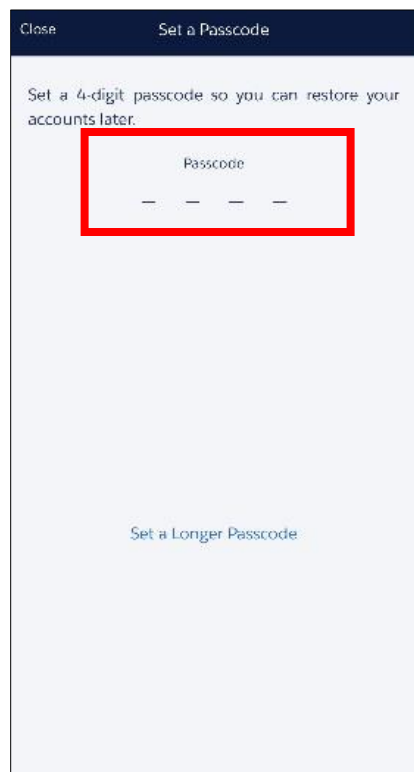 Close Set a Passcode
Set a 4-digit passcode so you can restore your
accounts later.
Passcode
Set a Longer Passcode